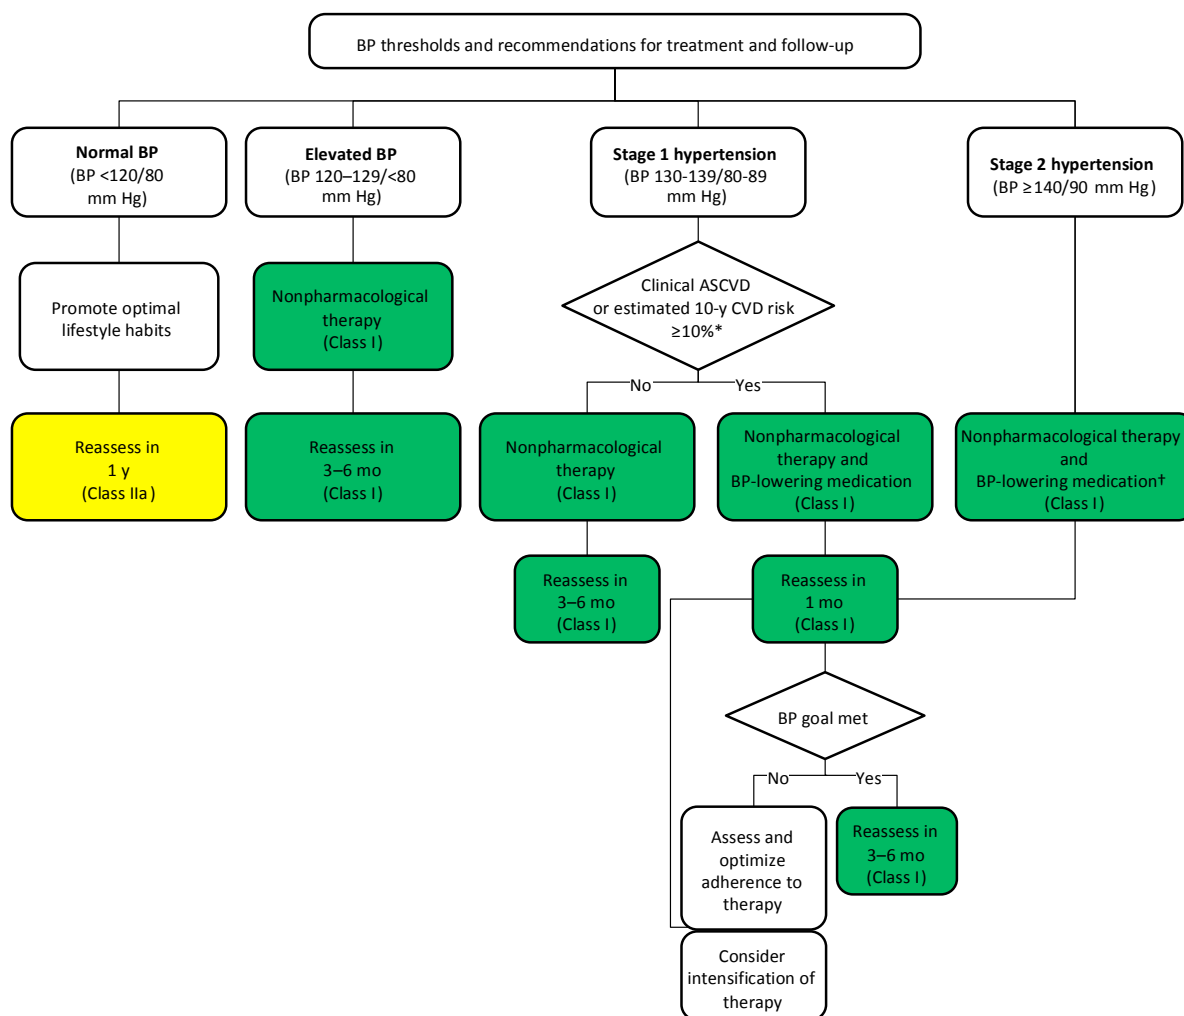 BP thresholds and recommendations for treatment and follow-up
Normal BP
(BP <120/80
mm Hg)
Elevated BP
(BP 120–129/<80
mm Hg)
Stage 1 hypertension
(BP 130-139/80-89
mm Hg)
Stage 2 hypertension
(BP ≥140/90 mm Hg)
Promote optimal
lifestyle habits
Nonpharmacological
therapy
(Class I)
Clinical ASCVD
or estimated 10-y CVD risk
≥10%*
No
Yes
Reassess in
1 y
(Class IIa)
Reassess in
3–6 mo
(Class I)
Nonpharmacological
therapy
(Class I)
Nonpharmacological
therapy and
BP-lowering medication
(Class I)
Nonpharmacological therapy
and
BP-lowering medication†
(Class I)
Reassess in
3–6 mo
(Class I)
Reassess in
1 mo
(Class I)
BP goal met
No
Yes
Assess and
optimize
adherence to
therapy
Reassess in
3–6 mo
(Class I)
Consider
intensification of
therapy